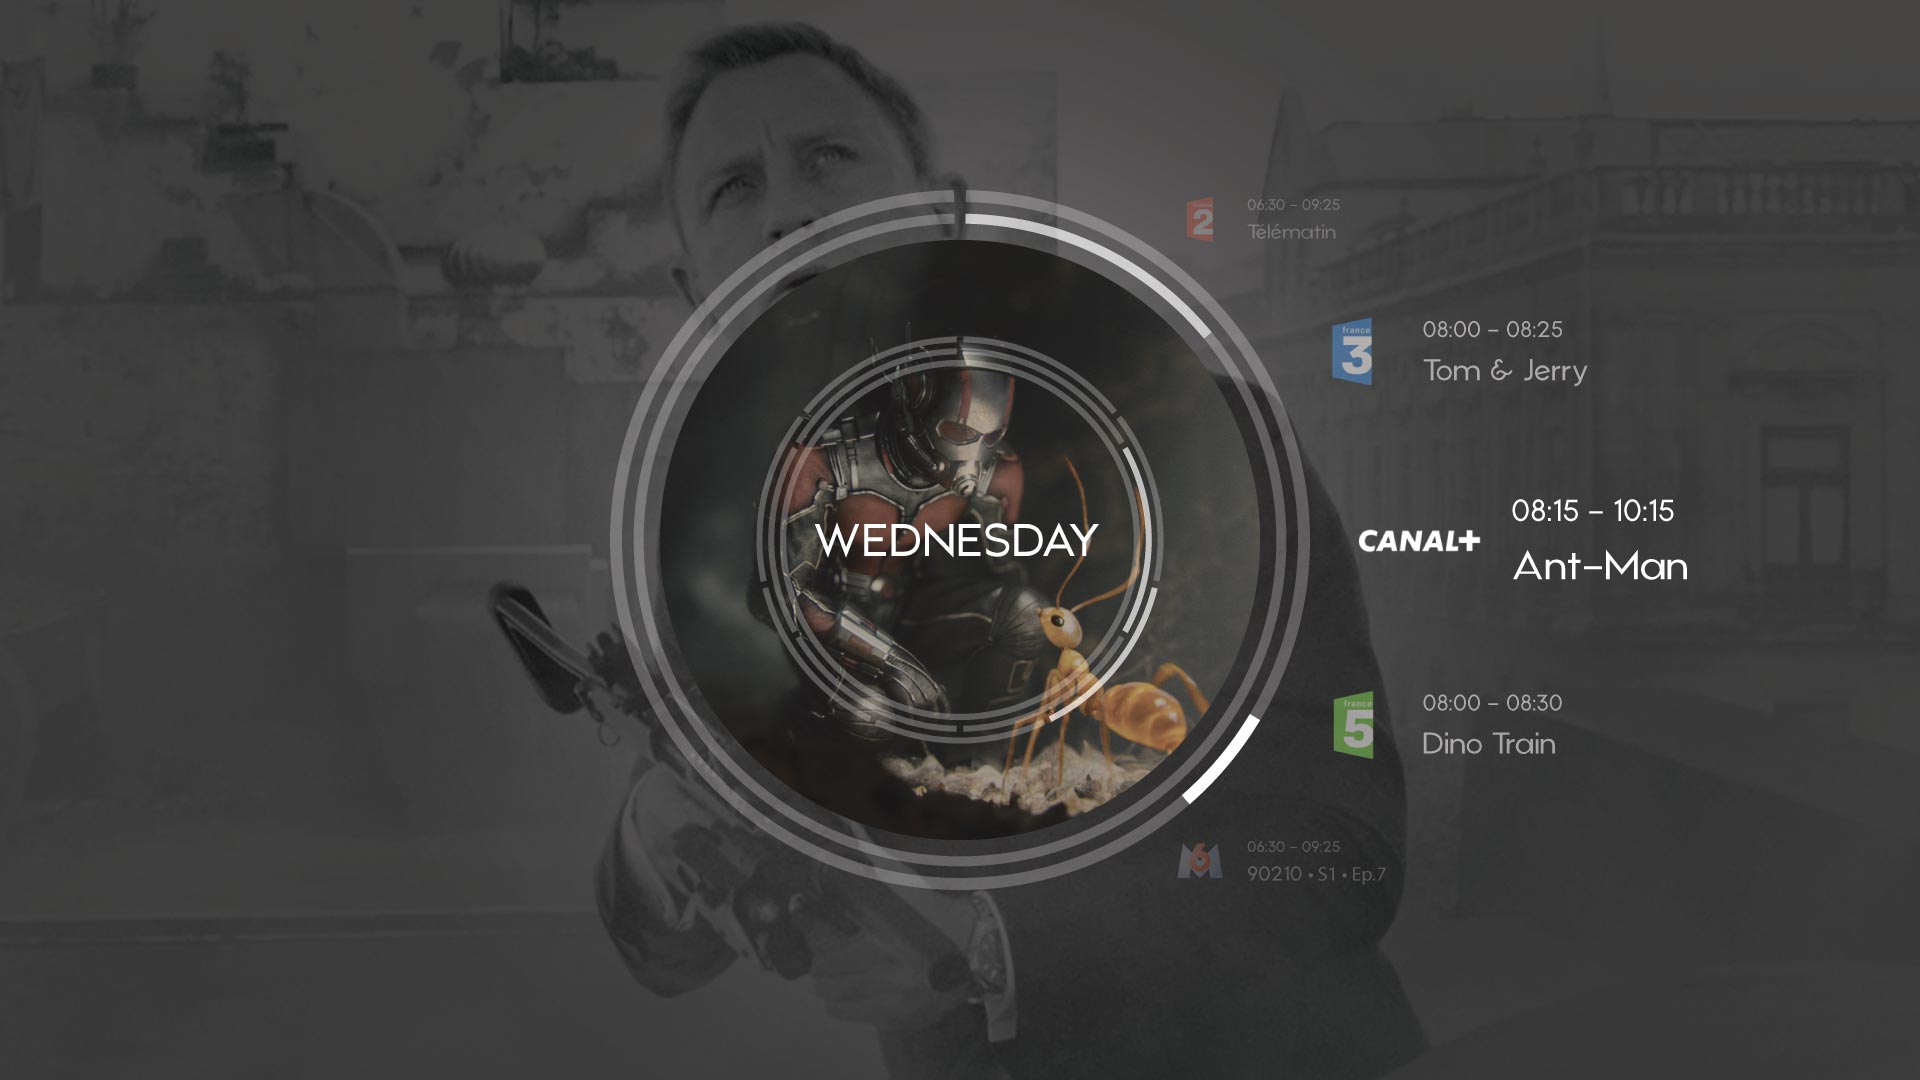 france
2
06:30 – 09:25
Télématin
france
3
08:00 – 08:25
Tom & Jerry
WEDNESDAY
CANAL+
08:15 – 10:15
Ant-Man
france
5
08:00 – 08:30
Dino Train
M6
06:30 – 09:25
90210 • S1 • Ep.7